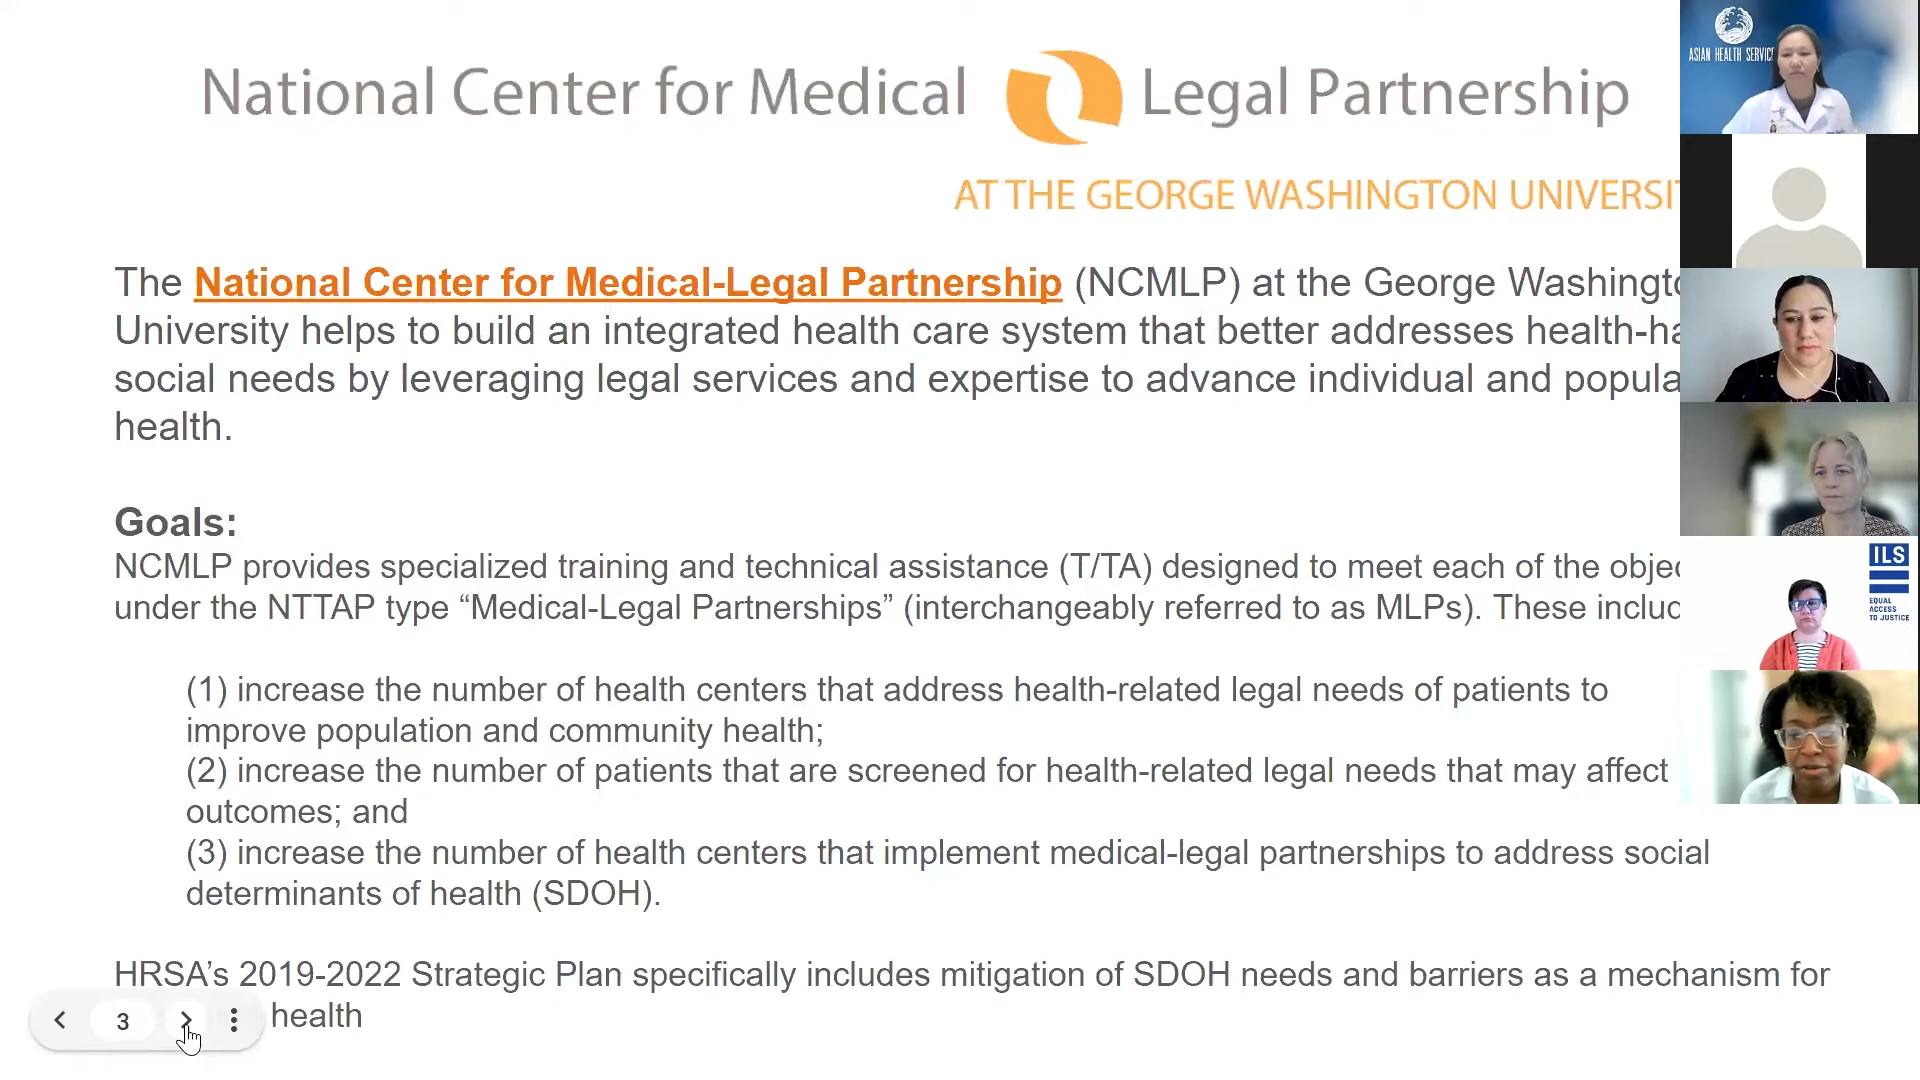 National Center for Medical Legal Partnership
AT THE GEORGE WASHINGTON
The National Center for Medical-Legal Partnership (NCMLP) at the George
University helps to build an integrated health care system that better addresses
social needs by leveraging legal services and expertise to advance individual and
health.
Goals:
NCMLP provides specialized training and technical assistance (T/TA) designed to meet each of the
under the NTTAP type “Medical-Legal Partnerships” (interchangeably referred to as MLPs). These
(1) increase the number of health centers that address health-related legal needs of patients to
improve population and community health;
(2) increase the number of patients that are screened for health-related legal needs that may affect
outcomes; and
(3) increase the number of health centers that implement medical-legal partnerships to address social
determinants of health (SDOH).
HRSA’s 2019-2022 Strategic Plan specifically includes mitigation of SDOH needs and barriers as a mechanism for
health
3
ASIAN HEALTH
ILS
EQUAL
ACCESS
TO JUSTICE